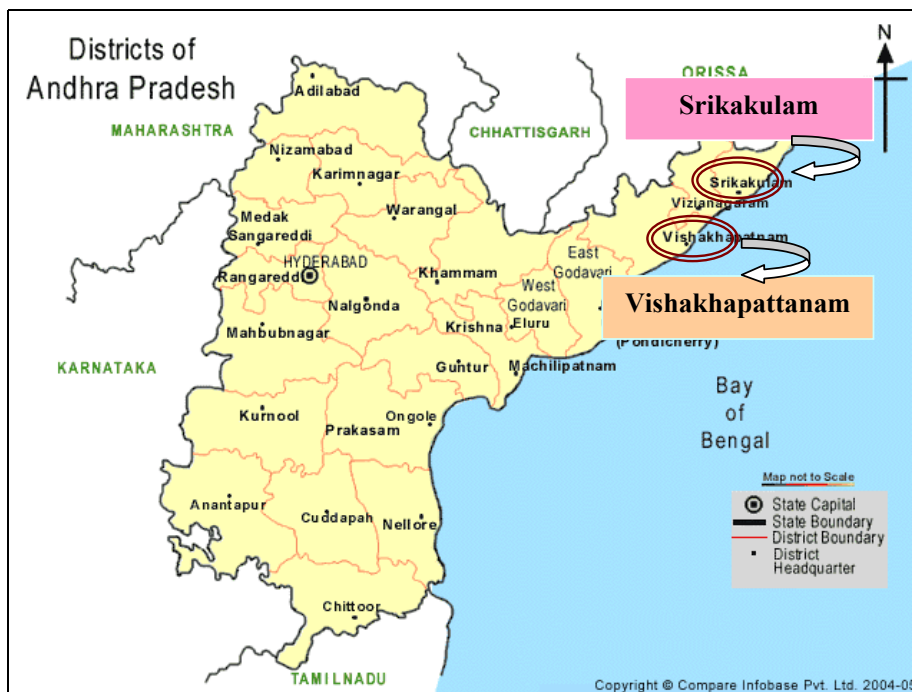 Districts of
Andhra Pradesh
N
ORISSA
Srikakulam
Adilabad
MAHARASHTRA
CHHATTISGARH
Nizamabad
Karimnagar
Srikakulam
Vizianagaram
Warangal
Medak
Sangareddi
Vishakhapatnam
East
Godavari
HYDERABAD
Rangareddi
Khammam
West
Godavari
Nalgonda
Vishakhapattanam
Mahbubnagar
Krishna
Eluru
(Pondicherry)
KARNATAKA
Guntur
Machilipatnam
Bay
of
Bengal
Kurnool
Ongole
Prakasam
Map not to Scale
Anantapur
Cuddapah
Nellore
State Capital
State Boundary
District Boundary
District
Headquarter
Chittoor
TAMILNADU
Copyright © Compare Infobase Pvt. Ltd. 2004-05